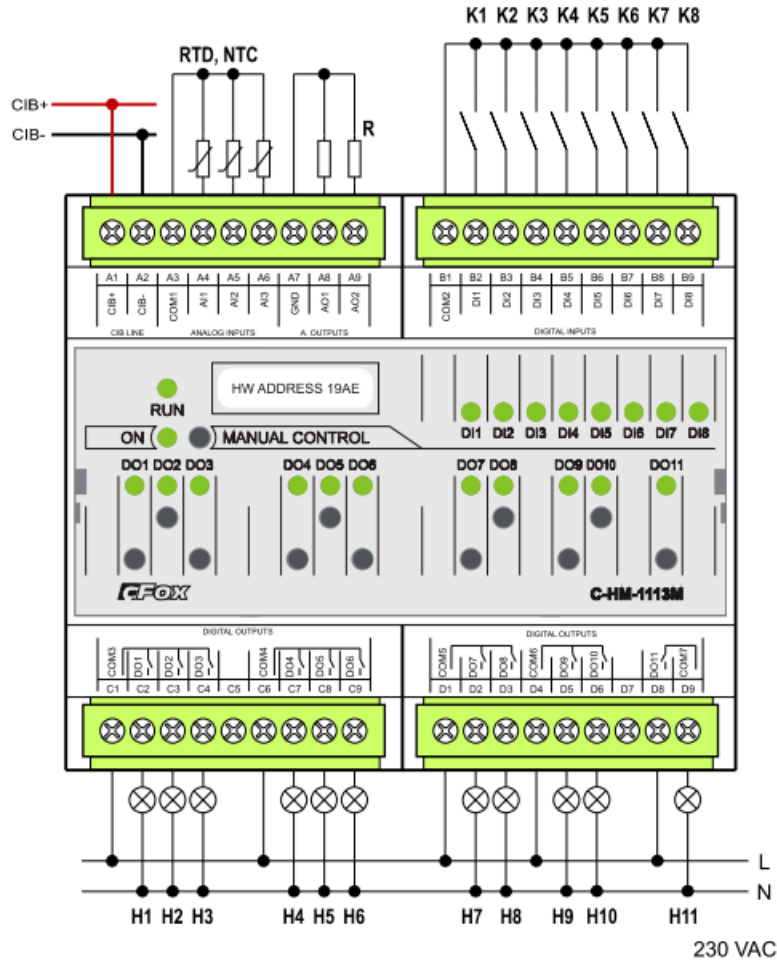 K1 K2 K3 K4 K5 K6 K7 K8
RTD, NTC
CIB+
CIB-
R
A1 A2 A3 A4 A5 A6 A7 A8 A9
CIB+ CIB- COM1 AI1 AI2 AI3 GND AO1 AO2
CIB LINE ANALOG INPUTS A. OUTPUTS
B1 B2 B3 B4 B5 B6 B7 B8 B9
COM2 DI1 DI2 DI3 DI4 DI5 DI6 DI7 DI8
DIGITAL INPUTS
HW ADDRESS 19AE
RUN
ON MANUAL CONTROL
DI1 DI2 DI3 DI4 DI5 DI6 DI7 DI8
DO1 DO2 DO3 DO4 DO5 DO6 DO7 DO8 DO9 DO10 DO11
CFOX
C-HM-1113M
DIGITAL OUTPUTS
COM3 DO1 DO2 DO3 COM4 DO4 DO5 DO6
C1 C2 C3 C4 C5 C6 C7 C8 C9
DIGITAL OUTPUTS
COM5 DO7 DO8 COM6 DO9 DO10 DO11 COM7
D1 D2 D3 D4 D5 D6 D7 D8 D9
L
N
H1 H2 H3 H4 H5 H6 H7 H8 H9 H10 H11
230 VAC